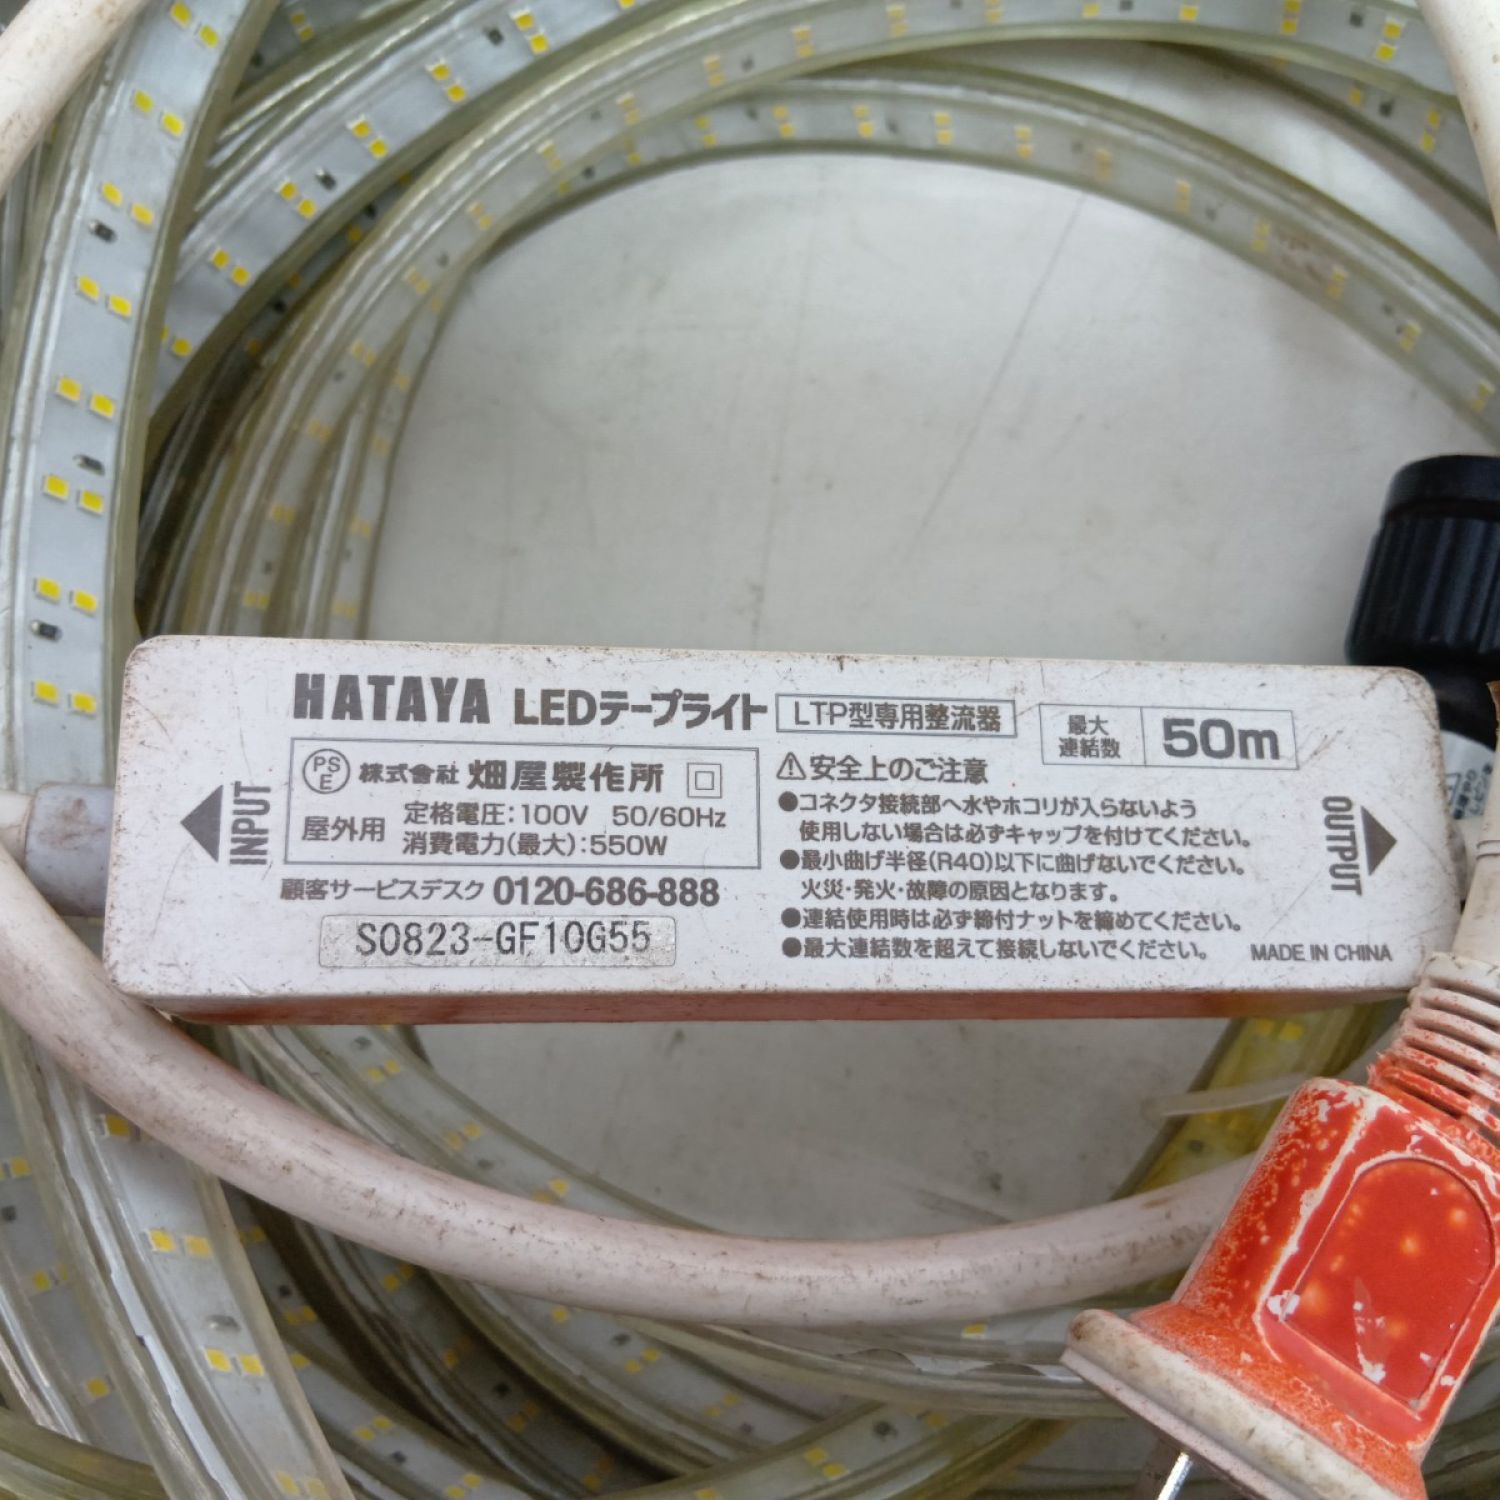 HATAYA LEDテープライト LTP型専用整流器
最大連結数 50m
PSE 株式会社 畑屋製作所
屋外用
定格電圧:100V 50/60Hz
消費電力(最大):550W
顧客サービスデスク 0120-686-888
S0823-GF10G55
INPUT
⚠安全上のご注意
●コネクタ接続部へ水やホコリが入らないよう
使用しない場合は必ずキャップを付けてください。
●最小曲げ半径(R40)以下に曲げないでください。
火災・発火・故障の原因となります。
●連結使用時は必ず締付ナットを締めてください。
●最大連結数を超えて接続しないでください。
MADE IN CHINA
OUTPUT